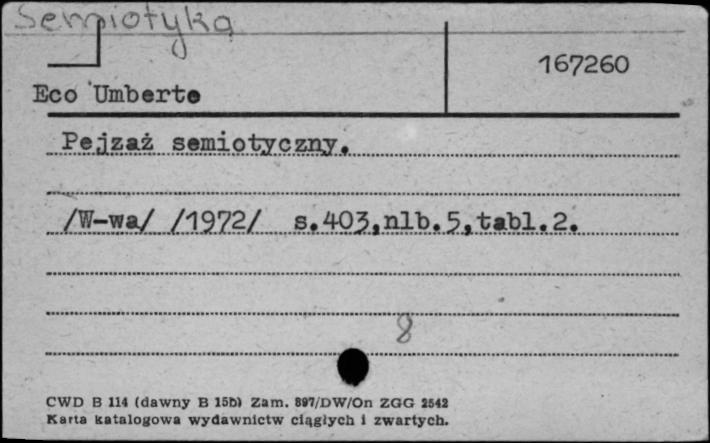 Semiotyka
167260
Eco Umberto
Pejzaż semiotyczny.
/W-wa/ /1972/ s.403,nlb.5,tabl.2.
8
CWD B 114 (dawny B 15b) Zam. 897/DW/On ZGG 2542
Karta katalogowa wydawnictw ciągłych i zwartych.